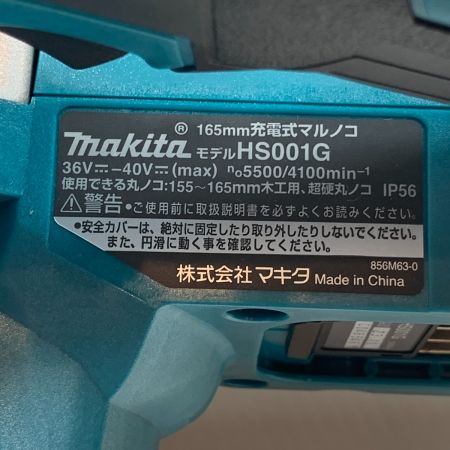 makita® 165mm充電式マルノコ
モデルHS001G
36V⎓-40V⎓(max) n₀5500/4100min⁻¹
使用できる丸ノコ:155~165mm木工用、超硬丸ノコ IP56
⚠警告 •ご使用前に取扱説明書を必ずよくお読みください。
•安全カバーは、絶対に固定したり取り外したりしないでください。
また、円滑に動く事を確認してください。
856M63-0
株式会社マキタ Made in China